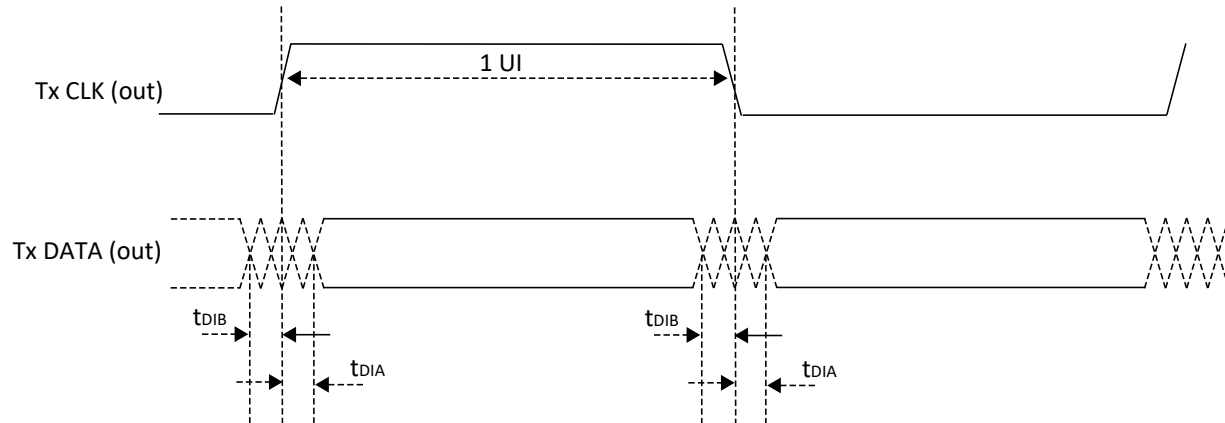 1 UI
Tx CLK (out)
Tx DATA (out)
tDIB
tDIB
tDIA
tDIA